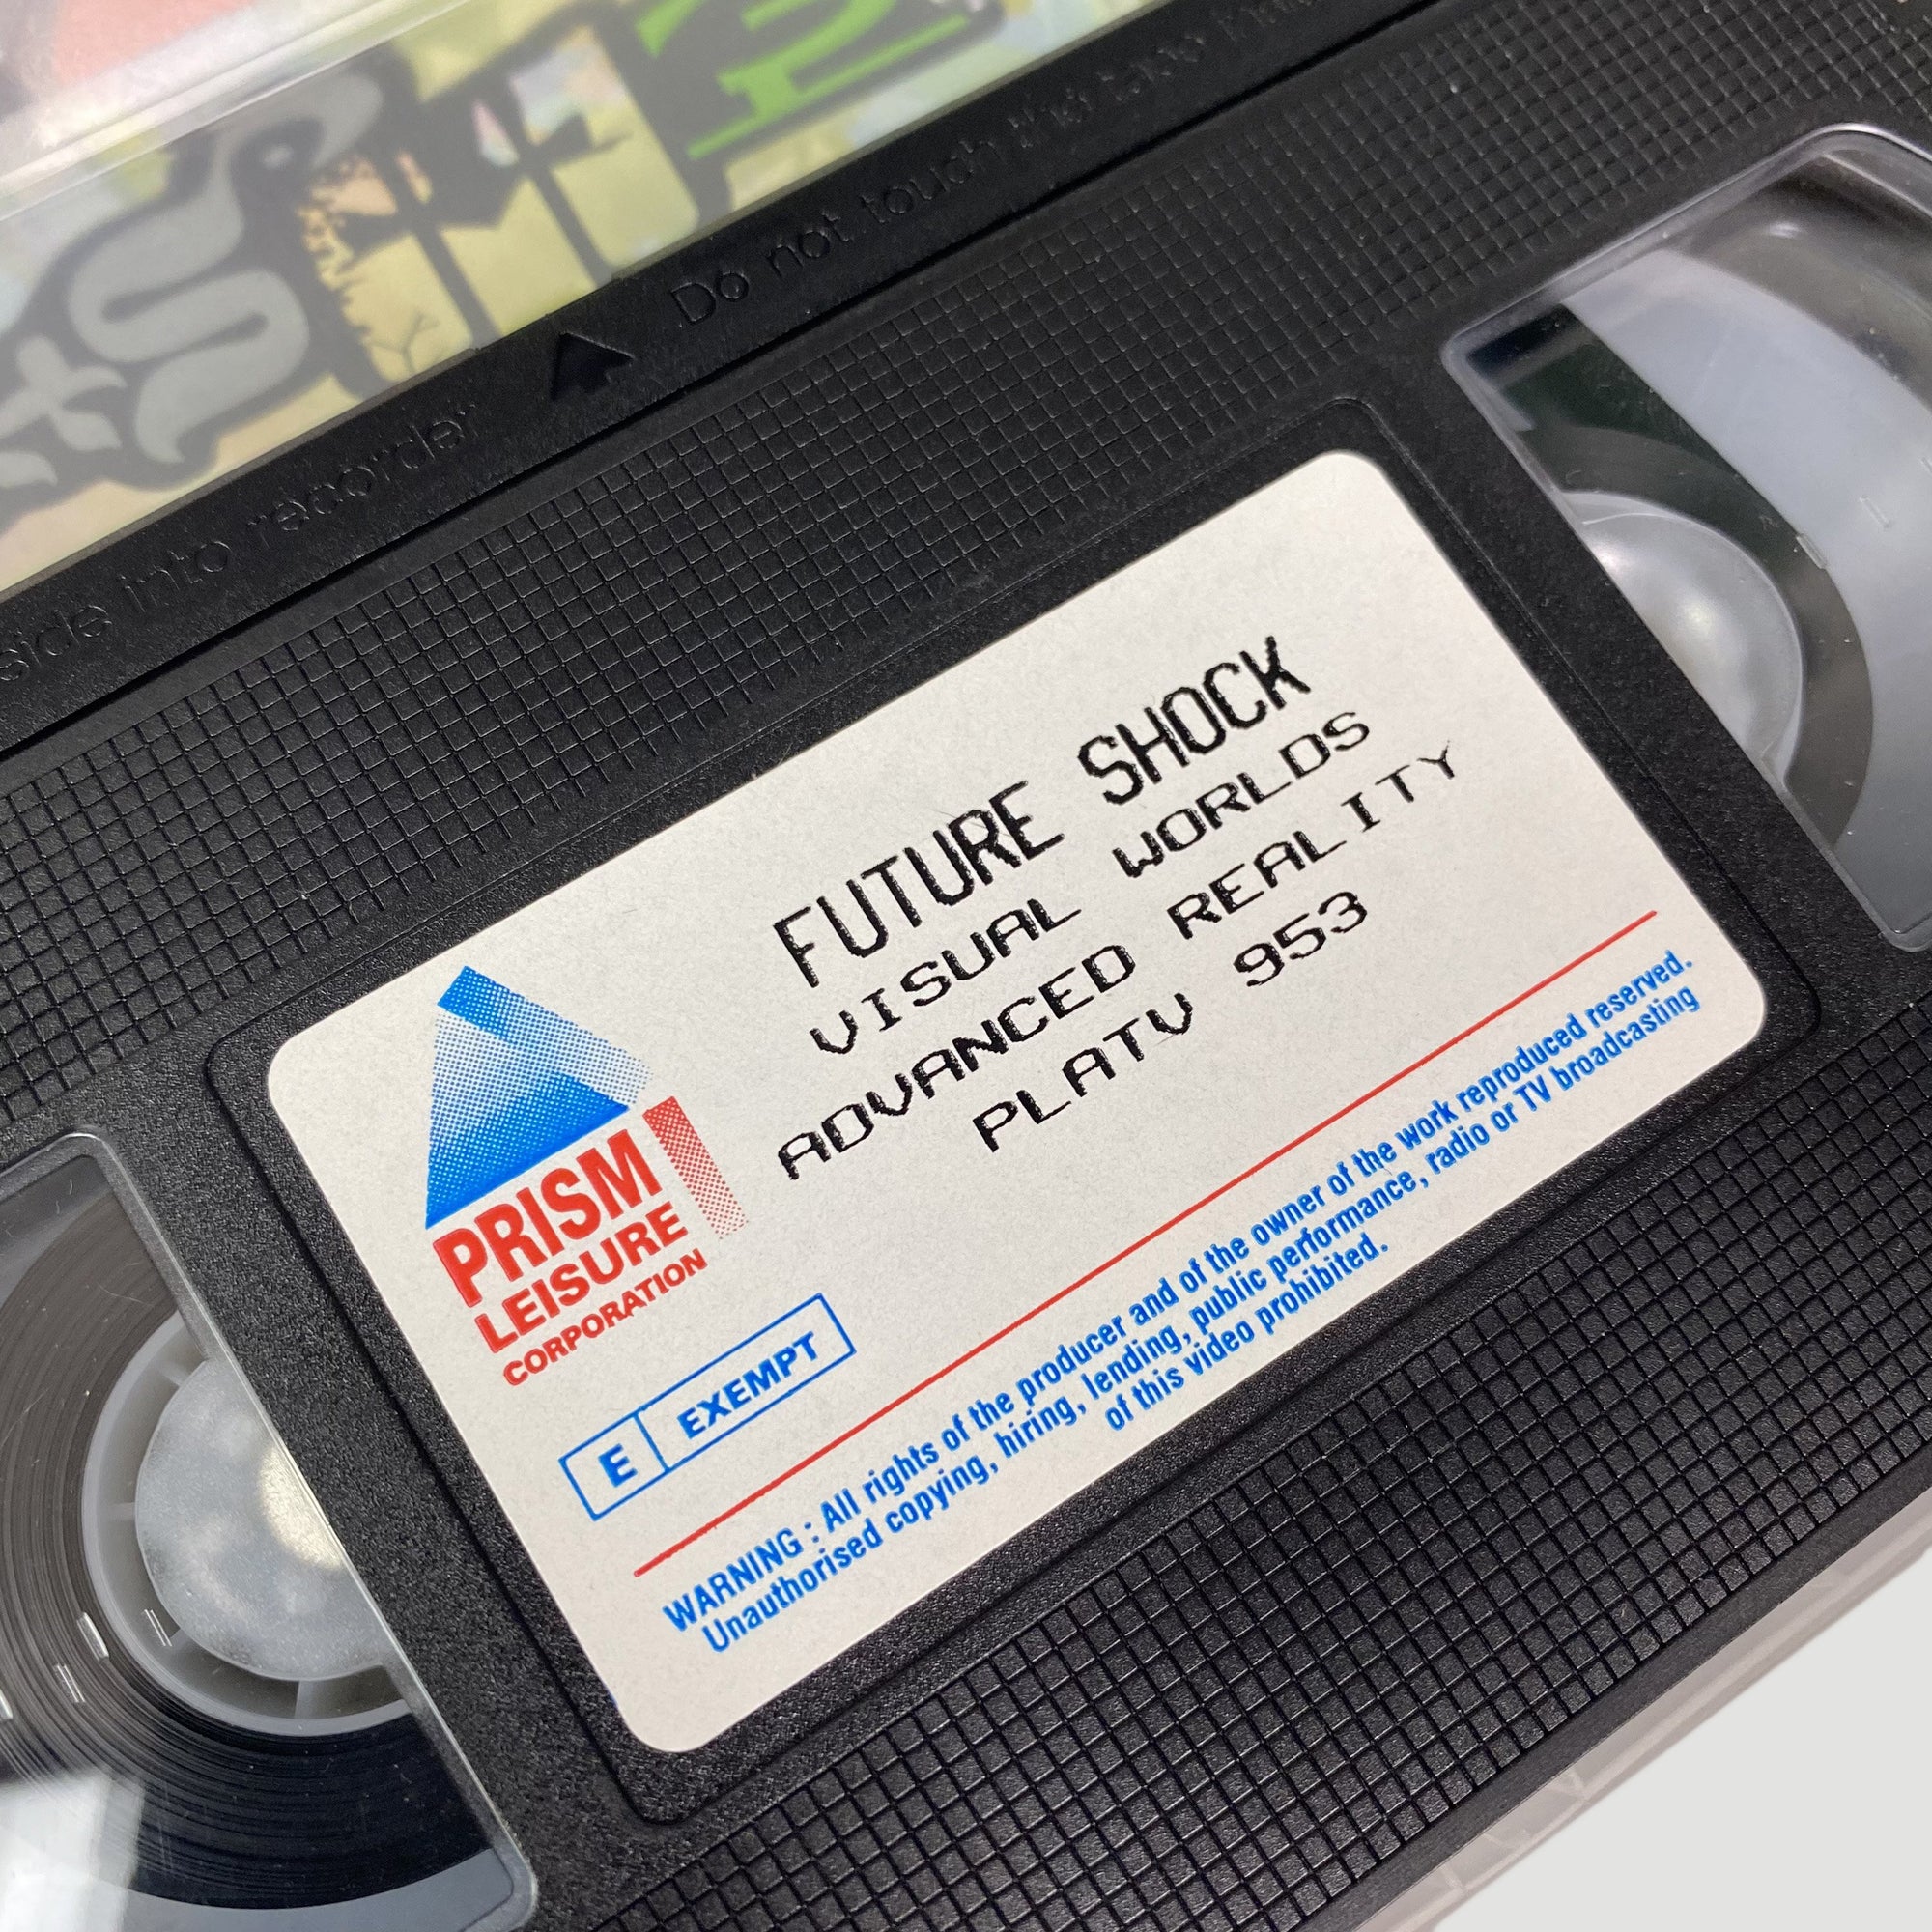 side into recorder
Do not touch the tape
FUTURE SHOCK
VISUAL WORLDS
ADVANCED REALITY
PLATV 953
PRISM
LEISURE
CORPORATION
E EXEMPT
WARNING : All rights of the producer and of the owner of the work reproduced reserved.
Unauthorised copying, hiring, lending, public performance, radio or TV broadcasting
of this video prohibited.